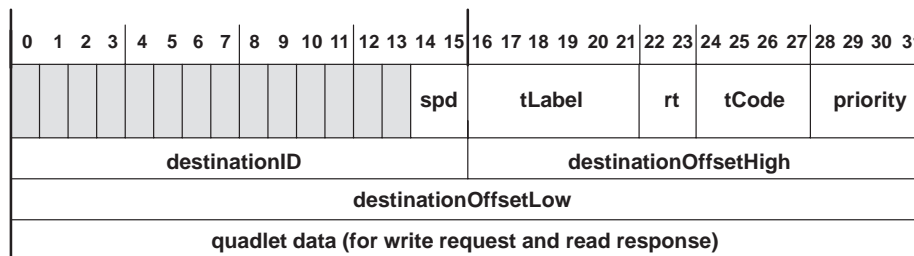 0 1 2 3 4 5 6 7 8 9 10 11 12 13 14 15 16 17 18 19 20 21 22 23 24 25 26 27 28 29 30
spd tLabel rt tCode priority
destinationID destinationOffsetHigh
destinationOffsetLow
quadlet data (for write request and read response)